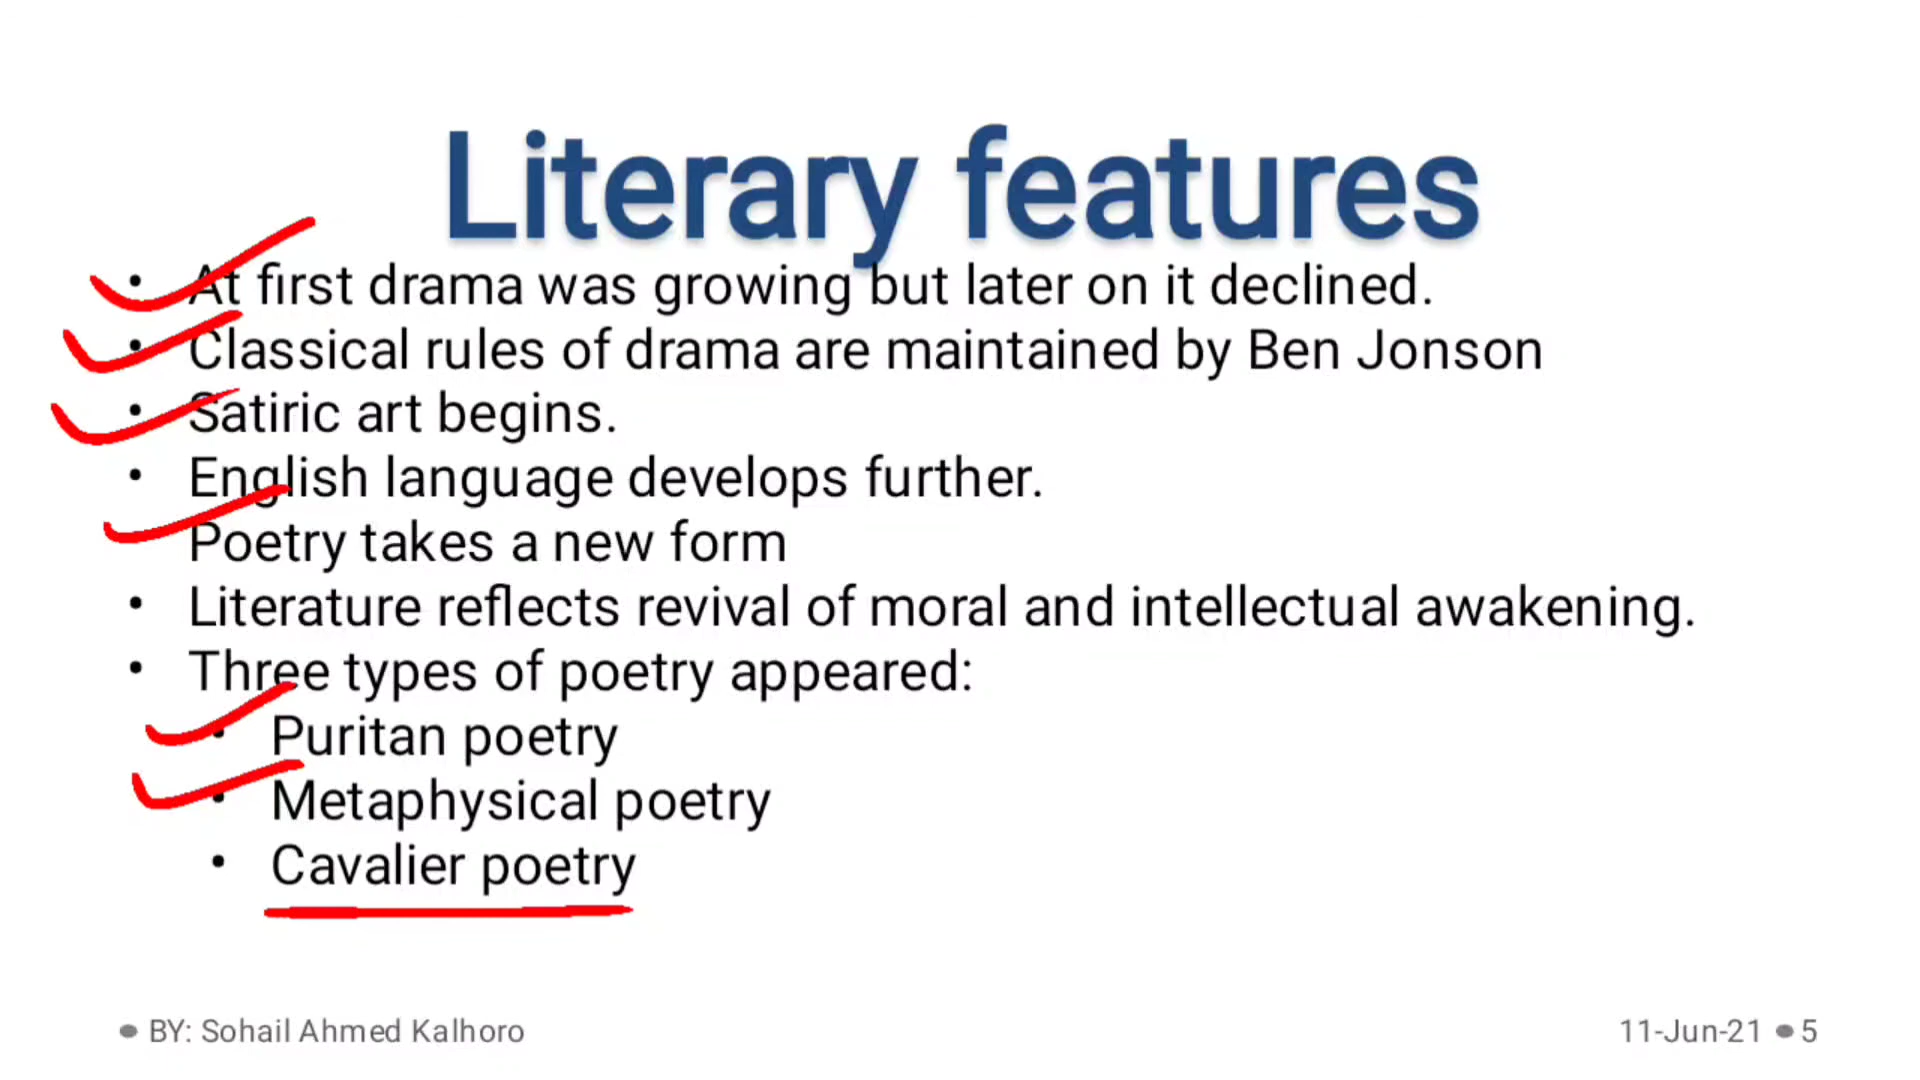 Literary features
• At first drama was growing but later on it declined.
• Classical rules of drama are maintained by Ben Jonson
• Satiric art begins.
• English language develops further.
Poetry takes a new form
• Literature reflects revival of moral and intellectual awakening.
• Three types of poetry appeared:
• Puritan poetry
• Metaphysical poetry
• Cavalier poetry
BY: Sohail Ahmed Kalhoro
11-Jun-21 5